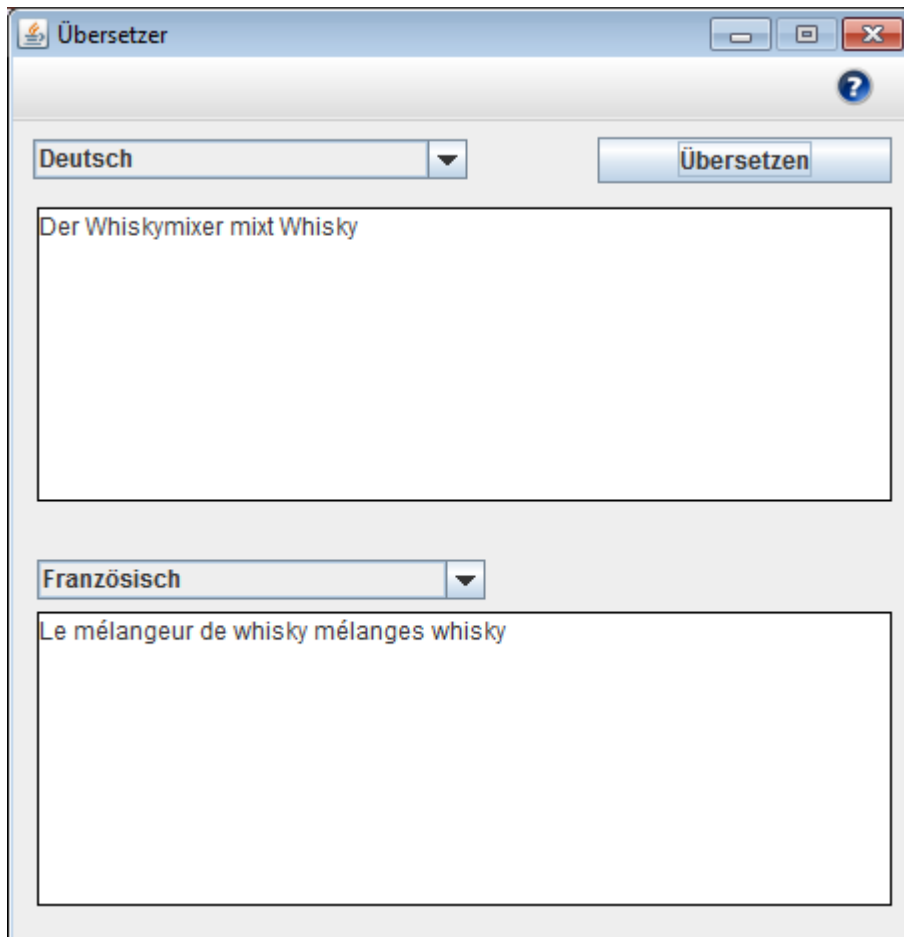 Übersetzer
?
Deutsch
Übersetzen
Der Whiskymixer mixt Whisky
Französisch
Le mélangeur de whisky mélanges whisky